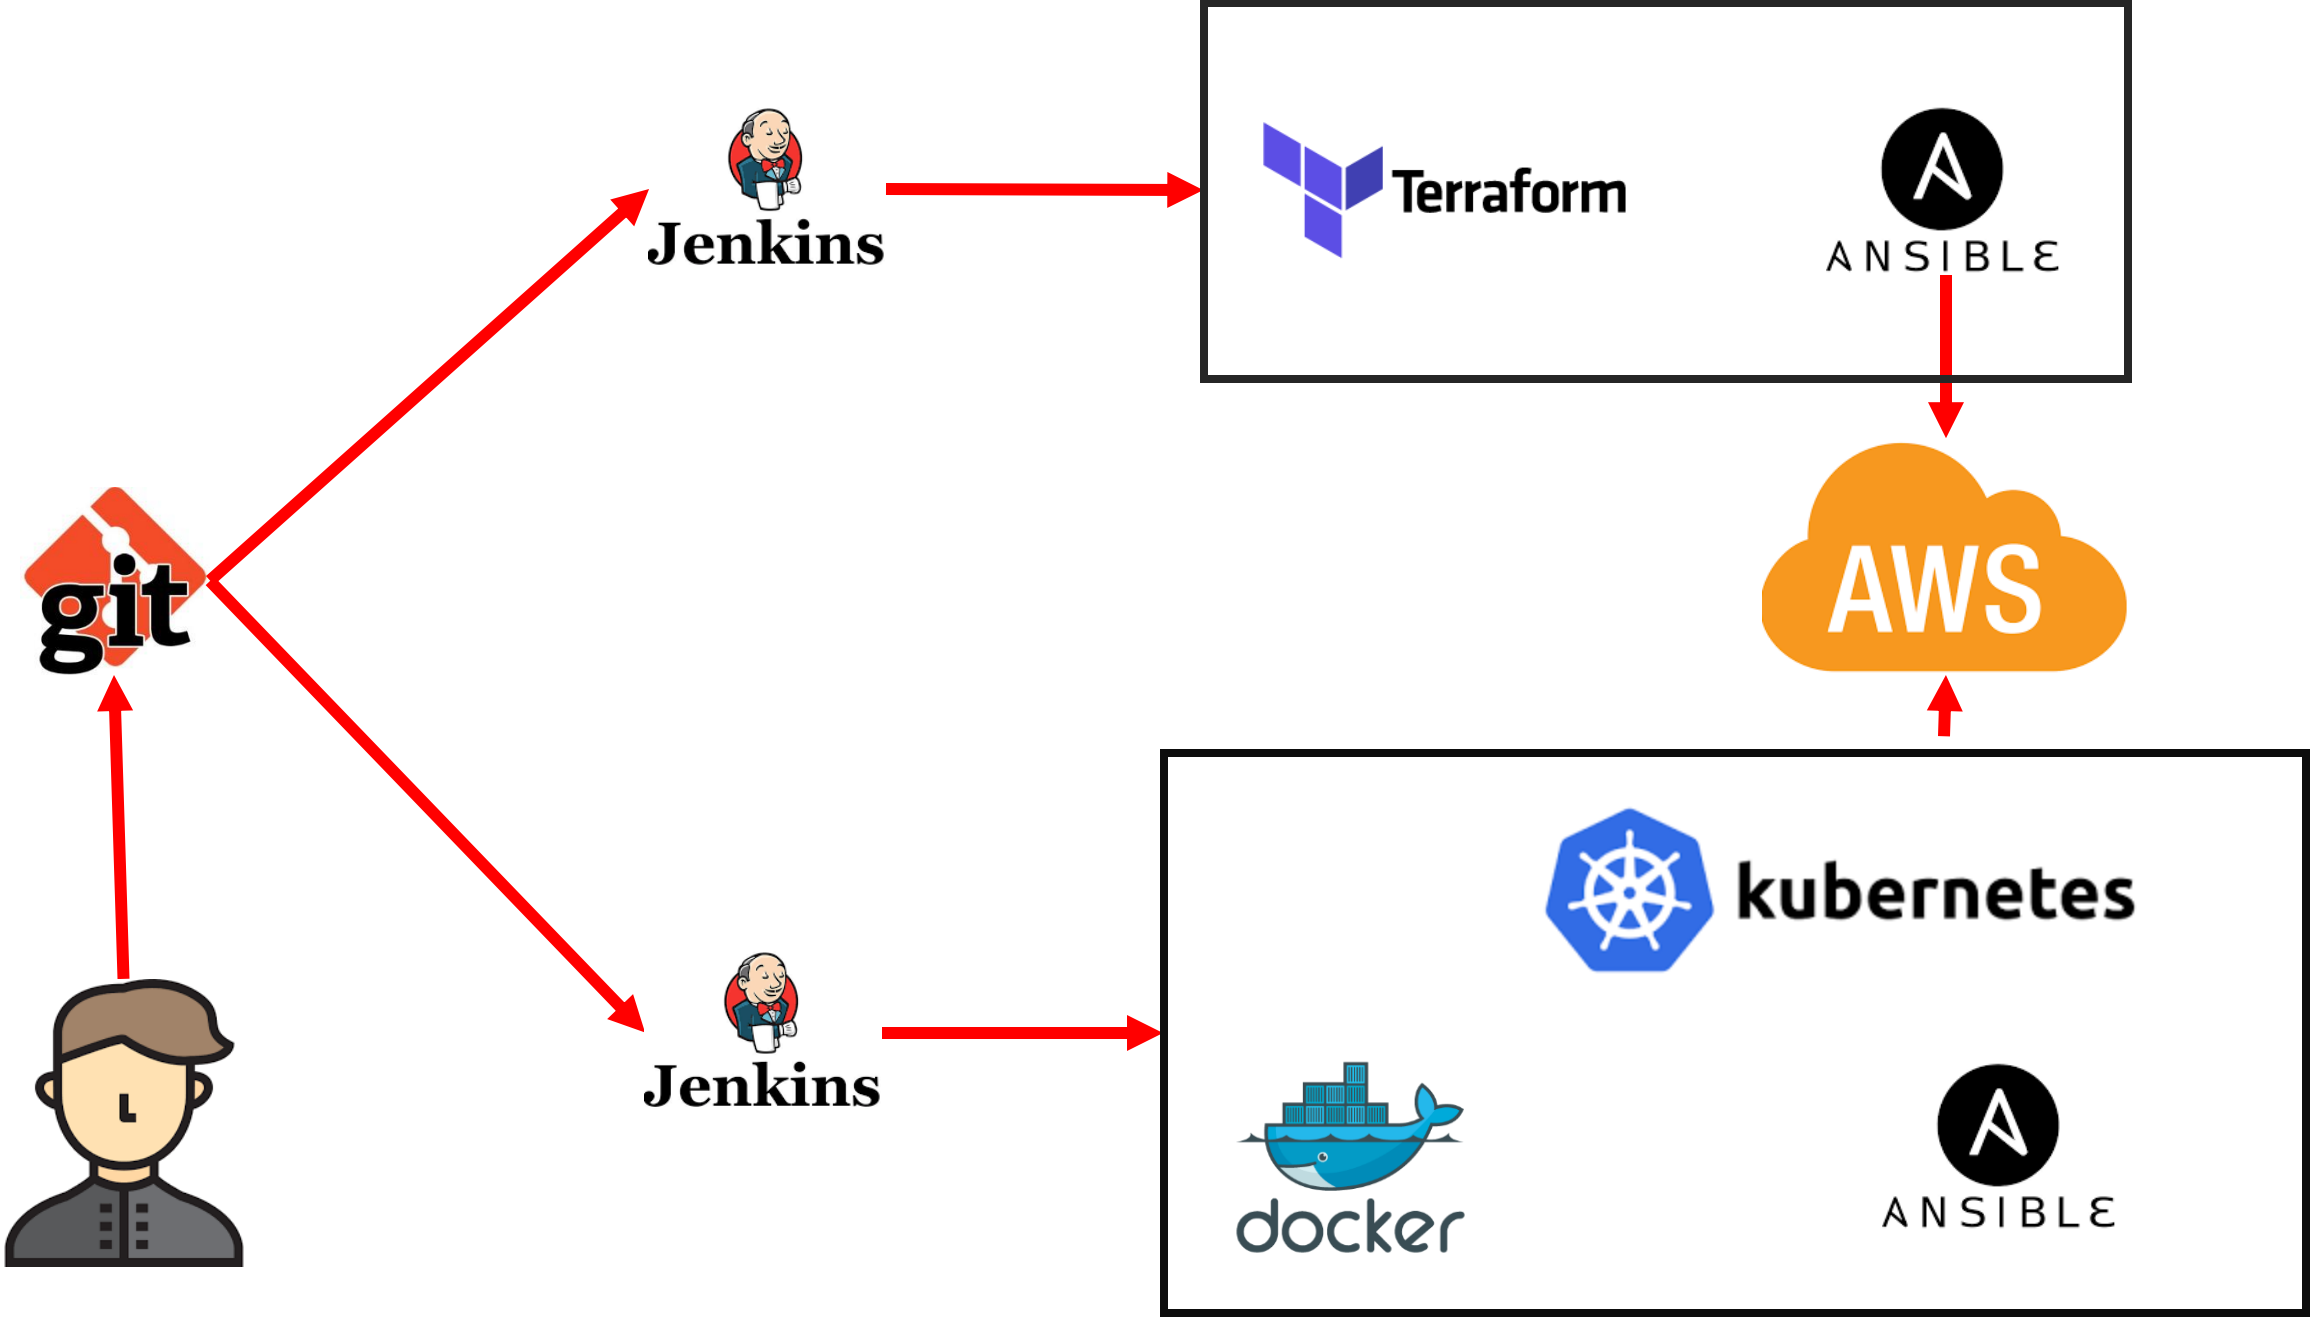 Jenkins
Terraform
ANSIBLE
git
AWS
kubernetes
Jenkins
docker
ANSIBLE